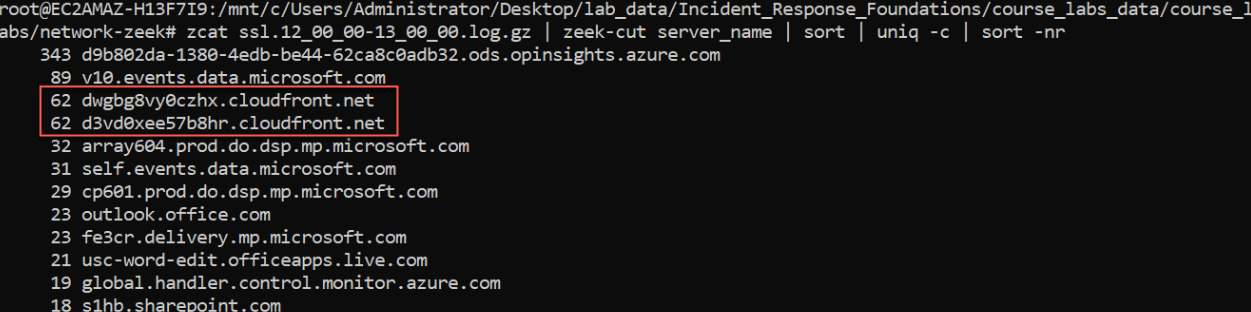 root@EC2AMAZ-H13F7I9:/mnt/c/Users/Administrator/Desktop/lab_data/Incident_Response_Foundations/course_labs_data/course_l
abs/network-zeek# zcat ssl.12_00_00-13_00_00.log.gz | zeek-cut server_name | sort | uniq -c | sort -nr
343 d9b802da-1380-4edb-be44-62ca8c0adb32.ods.opinsights.azure.com
89 v10.events.data.microsoft.com
62 dwgbg8vy0czhx.cloudfront.net
62 d3vd0xee57b8hr.cloudfront.net
32 array604.prod.do.dsp.mp.microsoft.com
31 self.events.data.microsoft.com
29 cp601.prod.do.dsp.mp.microsoft.com
23 outlook.office.com
23 fe3cr.delivery.mp.microsoft.com
21 usc-word-edit.officeapps.live.com
19 global.handler.control.monitor.azure.com
18 s1hb.sharepoint.com